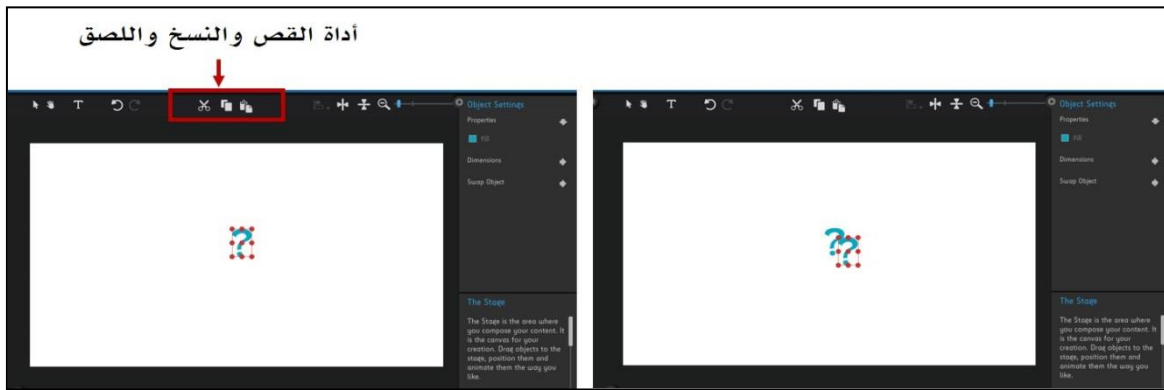 أداة القص والنسخ واللصق
T
Object Settings
Properties
Fill
Dimensions
Swap Object
?
The Stage
The Stage is the area where
you compose your content. It
is the canvas for your
creation. Drag objects to the
stage, position them and
animate them the way you
like.
T
Object Settings
Properties
Fill
Dimensions
Swap Object
??
The Stage
The Stage is the area where
you compose your content. It
is the canvas for your
creation. Drag objects to the
stage, position them and
animate them the way you
like.